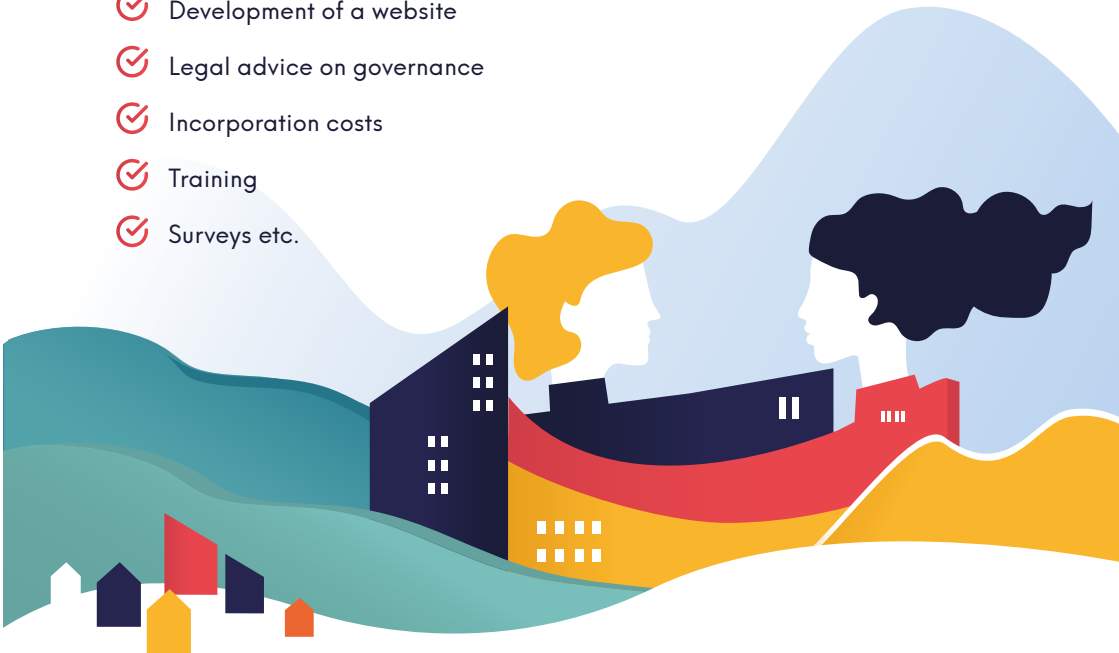 Development of a website
Legal advice on governance
Incorporation costs
Training
Surveys etc.